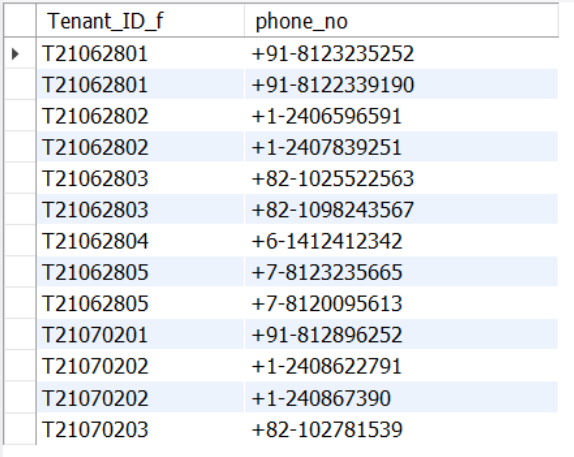 Tenant_ID_f phone_no
T21062801 +91-8123235252
T21062801 +91-8122339190
T21062802 +1-2406596591
T21062802 +1-2407839251
T21062803 +82-1025522563
T21062803 +82-1098243567
T21062804 +6-1412412342
T21062805 +7-8123235665
T21062805 +7-8120095613
T21070201 +91-812896252
T21070202 +1-2408622791
T21070202 +1-240867390
T21070203 +82-102781539